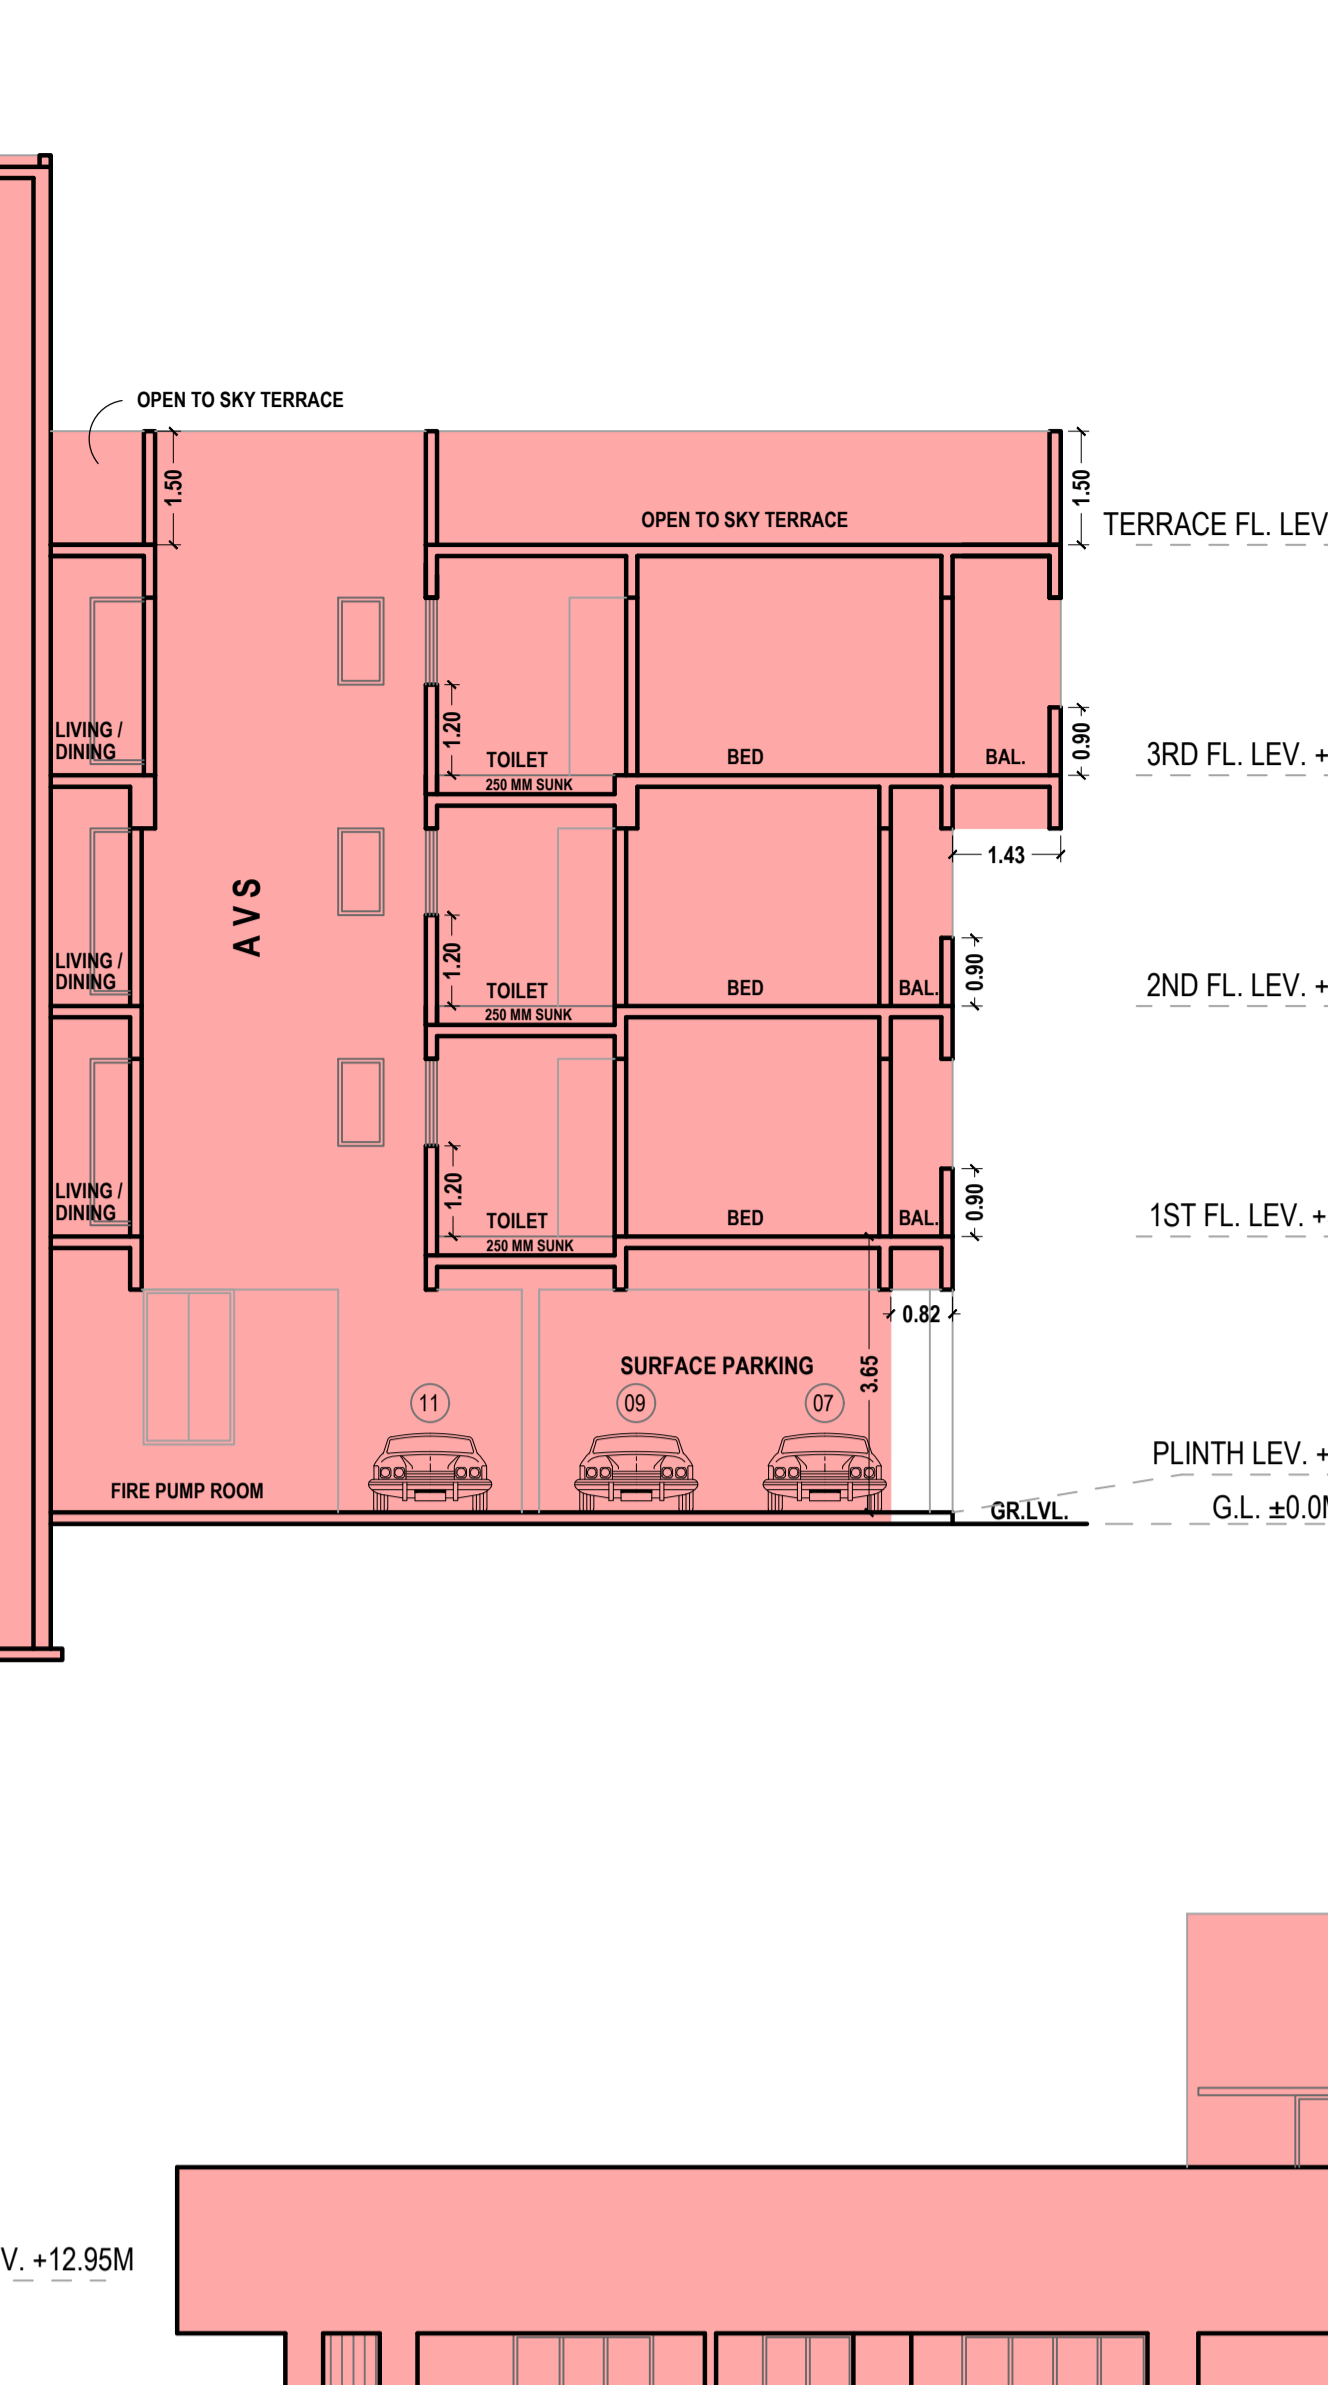 OPEN TO SKY TERRACE
1.50
1.50
OPEN TO SKY TERRACE
TERRACE FL. LEV
LIVING /
DINING
1.20
TOILET
250 MM SUNK
BED
BAL.
0.90
3RD FL. LEV. +
1.43
A V S
LIVING /
DINING
1.20
TOILET
250 MM SUNK
BED
BAL.
0.90
2ND FL. LEV. +
LIVING /
DINING
1.20
TOILET
250 MM SUNK
BED
BAL.
0.90
1ST FL. LEV. +
0.82
SURFACE PARKING
3.65
11
09
07
FIRE PUMP ROOM
PLINTH LEV. +
GR.LVL.
G.L. ±0.0M
V. +12.95M